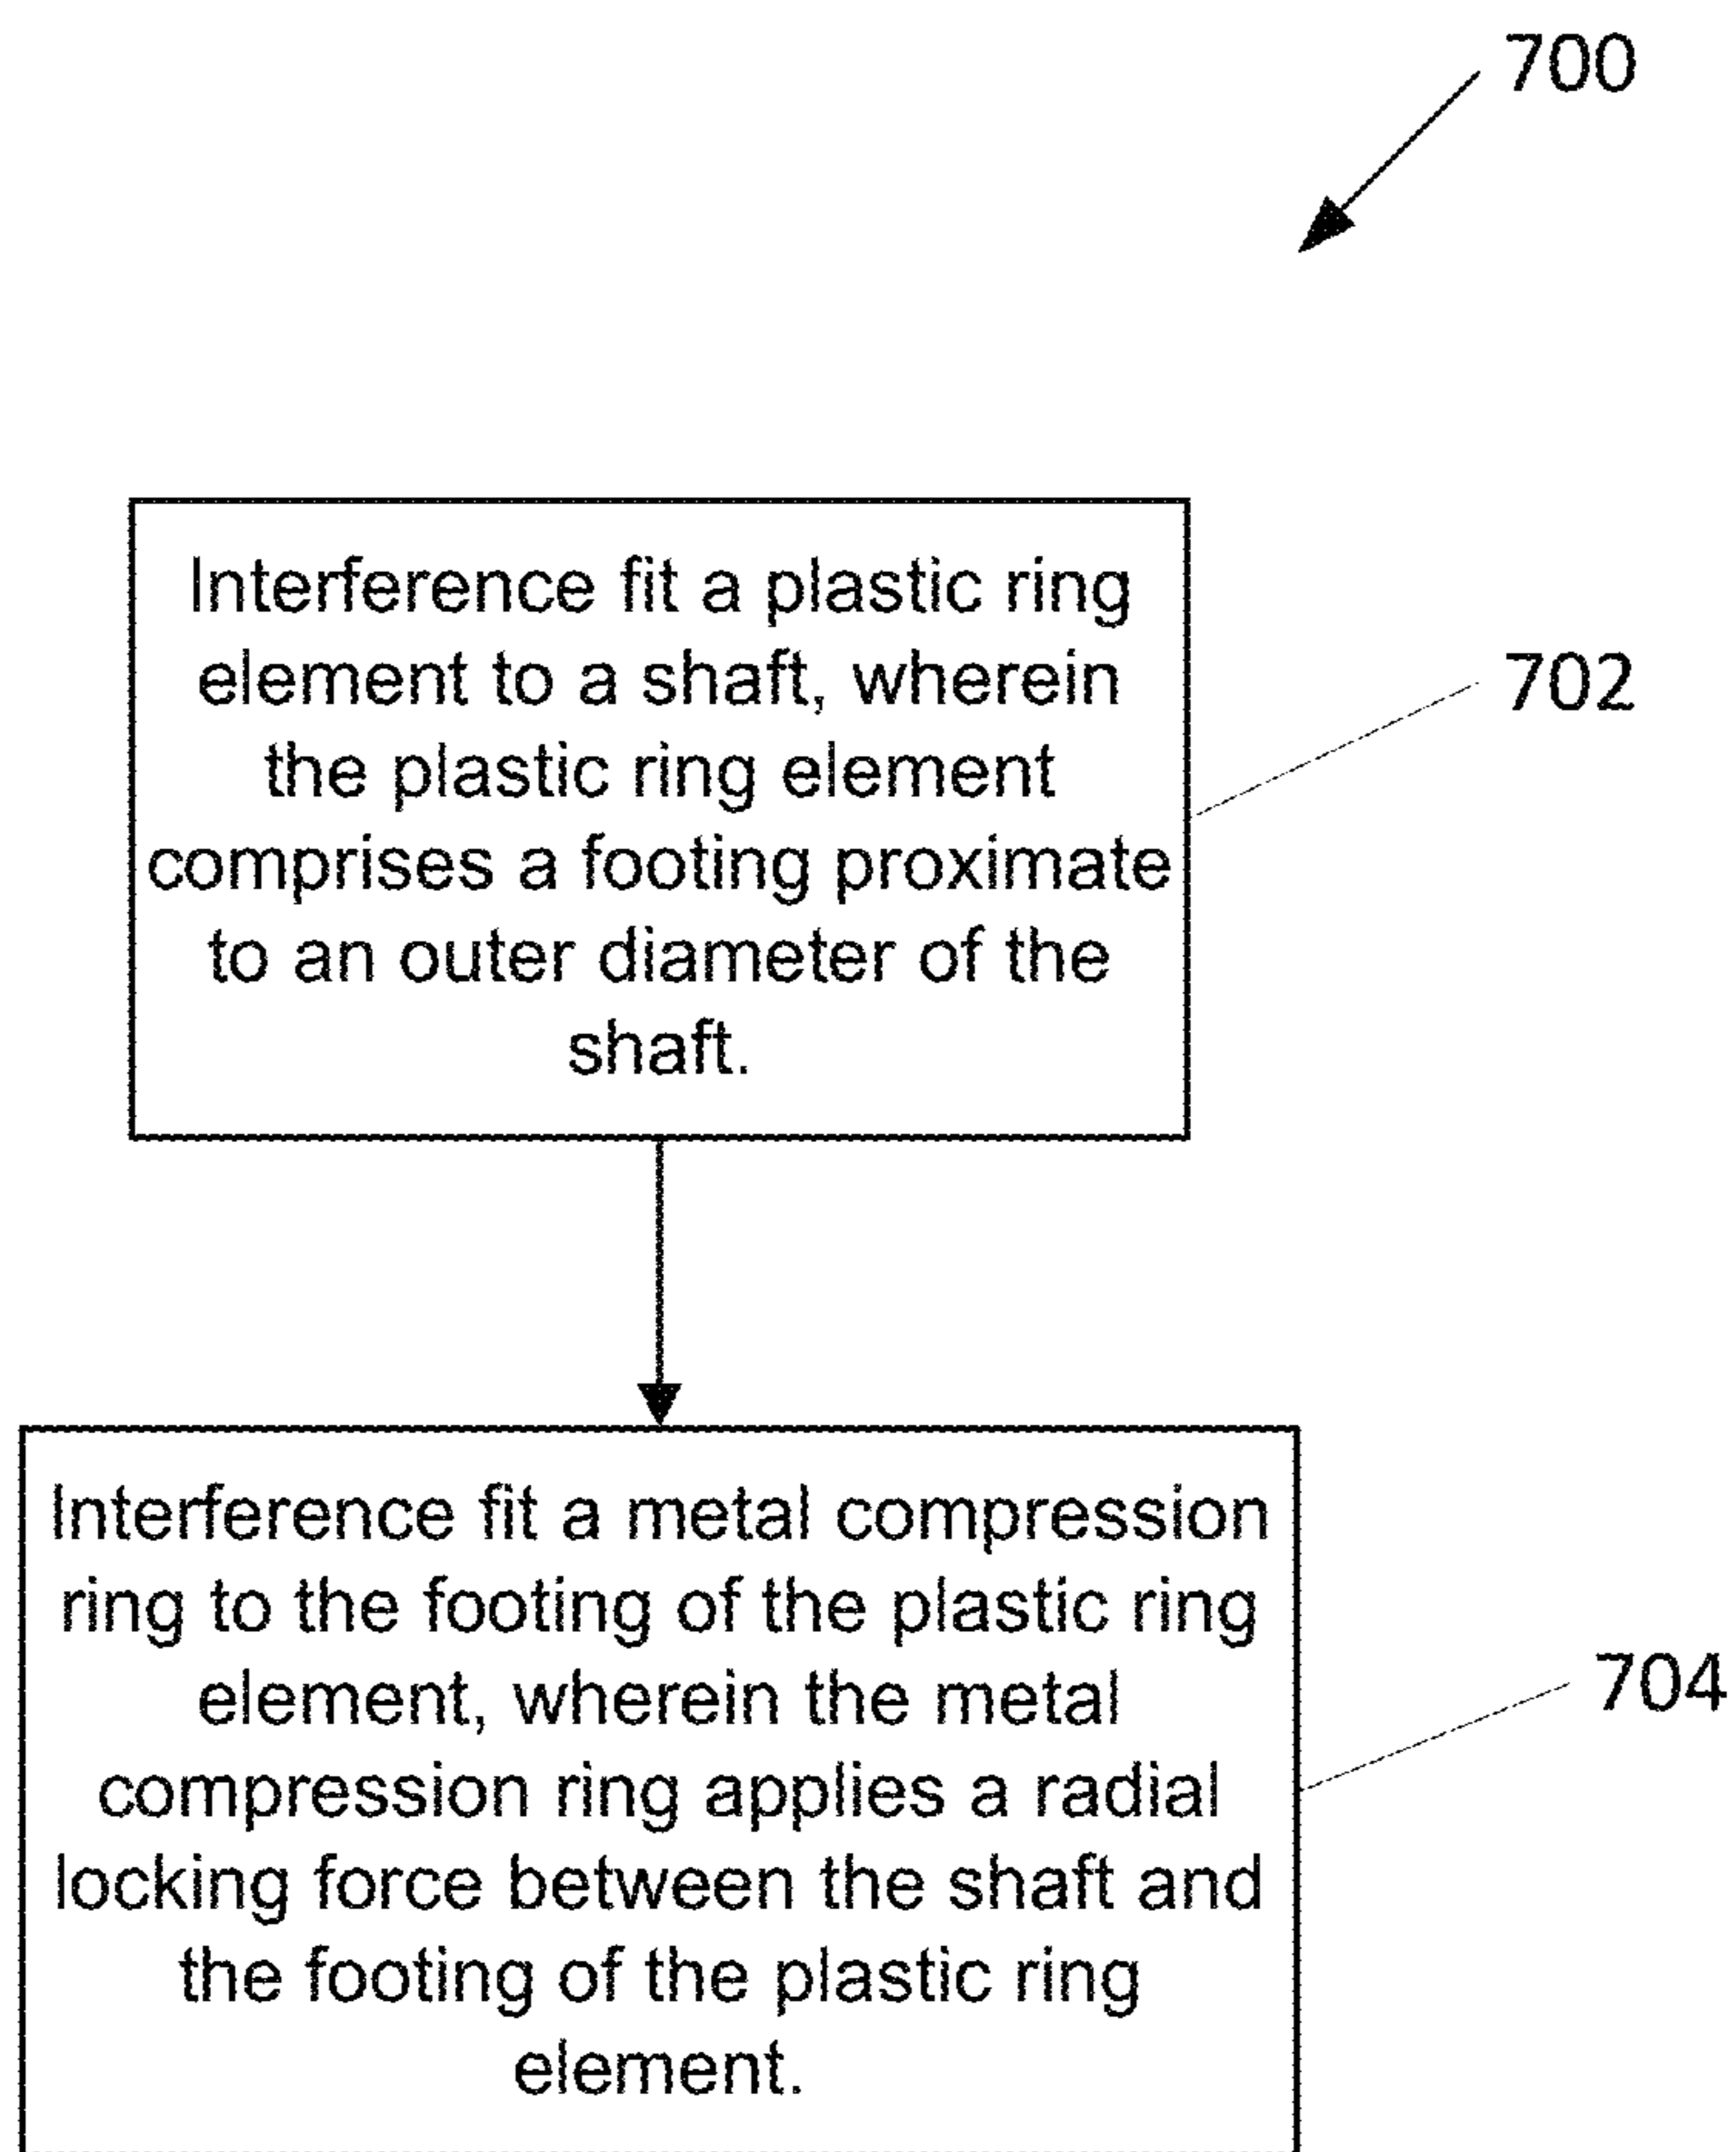 700
Interference fit a plastic ring
element to a shaft, wherein
the plastic ring element
comprises a footing proximate
to an outer diameter of the
shaft.
702
Interference fit a metal compression
ring to the footing of the plastic ring
element, wherein the metal
compression ring applies a radial
locking force between the shaft and
the footing of the plastic ring
element.
704